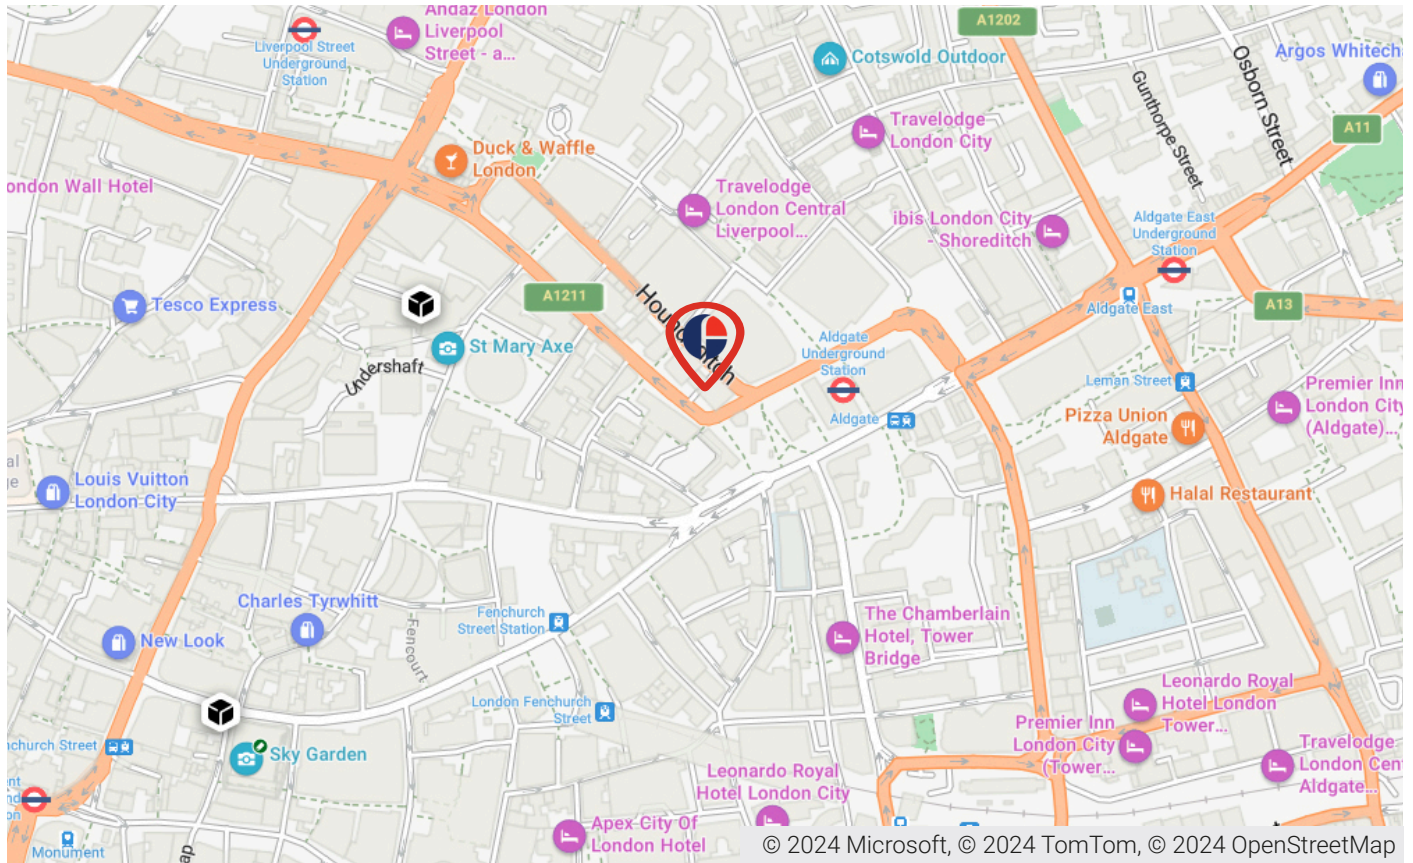 Andaz London
Liverpool
Street - a...
A1202
Liverpool Street
Underground
Station
Cotswold Outdoor
Osborn Street
Argos Whitecha
Gunthorpe Street
Travelodge
London City
A11
Duck & Waffle
London
ondon Wall Hotel
Travelodge
London Central
Liverpool...
ibis London City
- Shoreditch
Aldgate East
Underground
Station
Tesco Express
A1211
A13
Aldgate East
St Mary Axe
Undershaft
Aldgate
Underground
Station
Leman Street
Premier Inn
London City
(Aldgate)...
Aldgate
Pizza Union
Aldgate
Louis Vuitton
London City
Halal Restaurant
Charles Tyrwhitt
New Look
Fenchurch
Street Station
Fencourt
The Chamberlain
Hotel, Tower
Bridge
London Fenchurch
Street
Leonardo Royal
Hotel London
Tower...
Premier Inn
London City
(Tower...
nchurch Street
Sky Garden
Travelodge
London Cent
Aldgate...
Leonardo Royal
Hotel London City
Apex City Of
London Hotel
Monument
© 2024 Microsoft, © 2024 TomTom, © 2024 OpenStreetMap